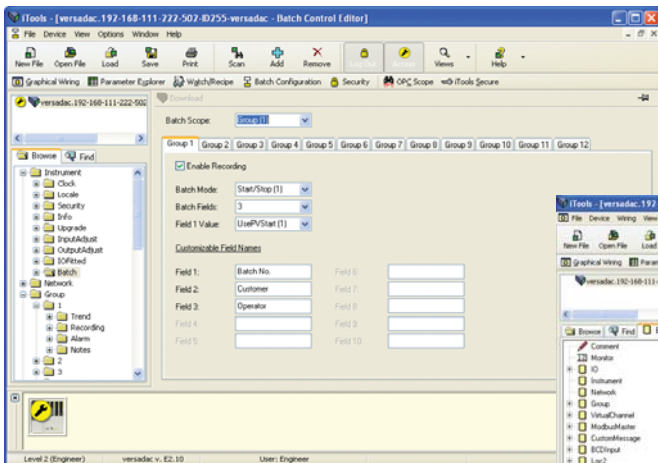 iTools - [versadac.192-168-111-222-502-ID255-versadac - Batch Control Editor]
File Device View Options Window Help
New File Open File Load Save Print Scan Add Remove Log Out Access Views Help
Graphical Wiring Parameter Explorer Watch/Recipe Batch Configuration Security OPC Scope iTools Secure
versadac.192-168-111-222-502
Download
Batch Scope: Group (1)
Group 1 Group 2 Group 3 Group 4 Group 5 Group 6 Group 7 Group 8 Group 9 Group 10 Group 11 Group 12
Enable Recording
Batch Mode: Start/Stop (1)
Batch Fields: 3
Field 1 Value: UsePVStart (1)
Customizable Field Names
Field 1: Batch No. Field 6:
Field 2: Customer Field 7:
Field 3: Operator Field 8:
Field 4: Field 9:
Field 5: Field 10:
Browse Find
Instrument
Clock
Locale
Security
Info
Upgrade
InputAdjust
OutputAdjust
IOFitted
Batch
Network
Group
1
Trend
Recording
Alarm
Notes
2
3
Level 2 (Engineer) versadac v. E2.10 User: Engineer
iTools - [versadac.192
File Device Wiring View
New File Open File Load
Graphical Wiring Param
versadac.192-168-111-
Browse Find
Comment
Monitor
IO
Instrument
Network
Group
VirtualChannel
ModbusMaster
CustomMessage
BCDInput
Lgc2